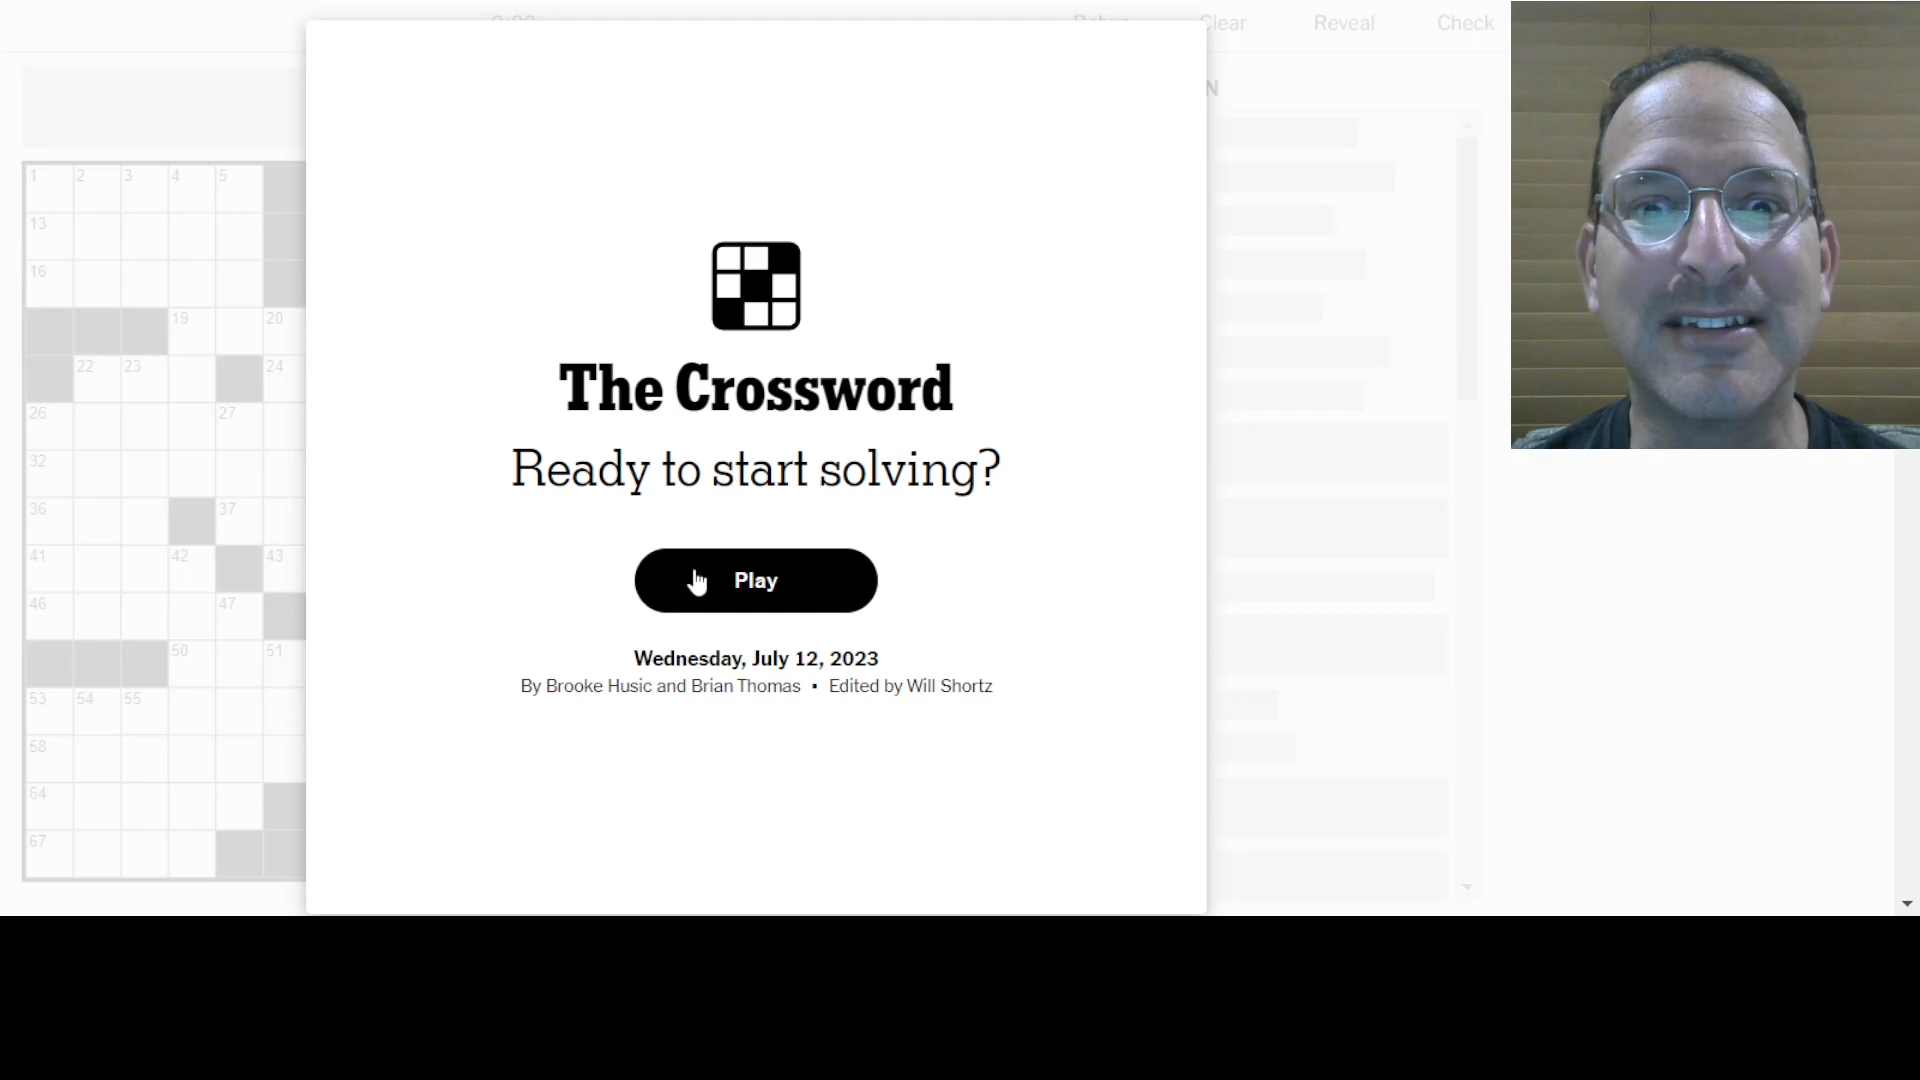 Clear
Reveal
Check
N
1 2 3 4 5
13
16
19 20
22 23 24
26 27
32
36 37
41 42 43
46 47
50 51
53 54 55
58
64
67
The Crossword
Ready to start solving?
Play
Wednesday, July 12, 2023
By Brooke Husic and Brian Thomas ▪ Edited by Will Shortz